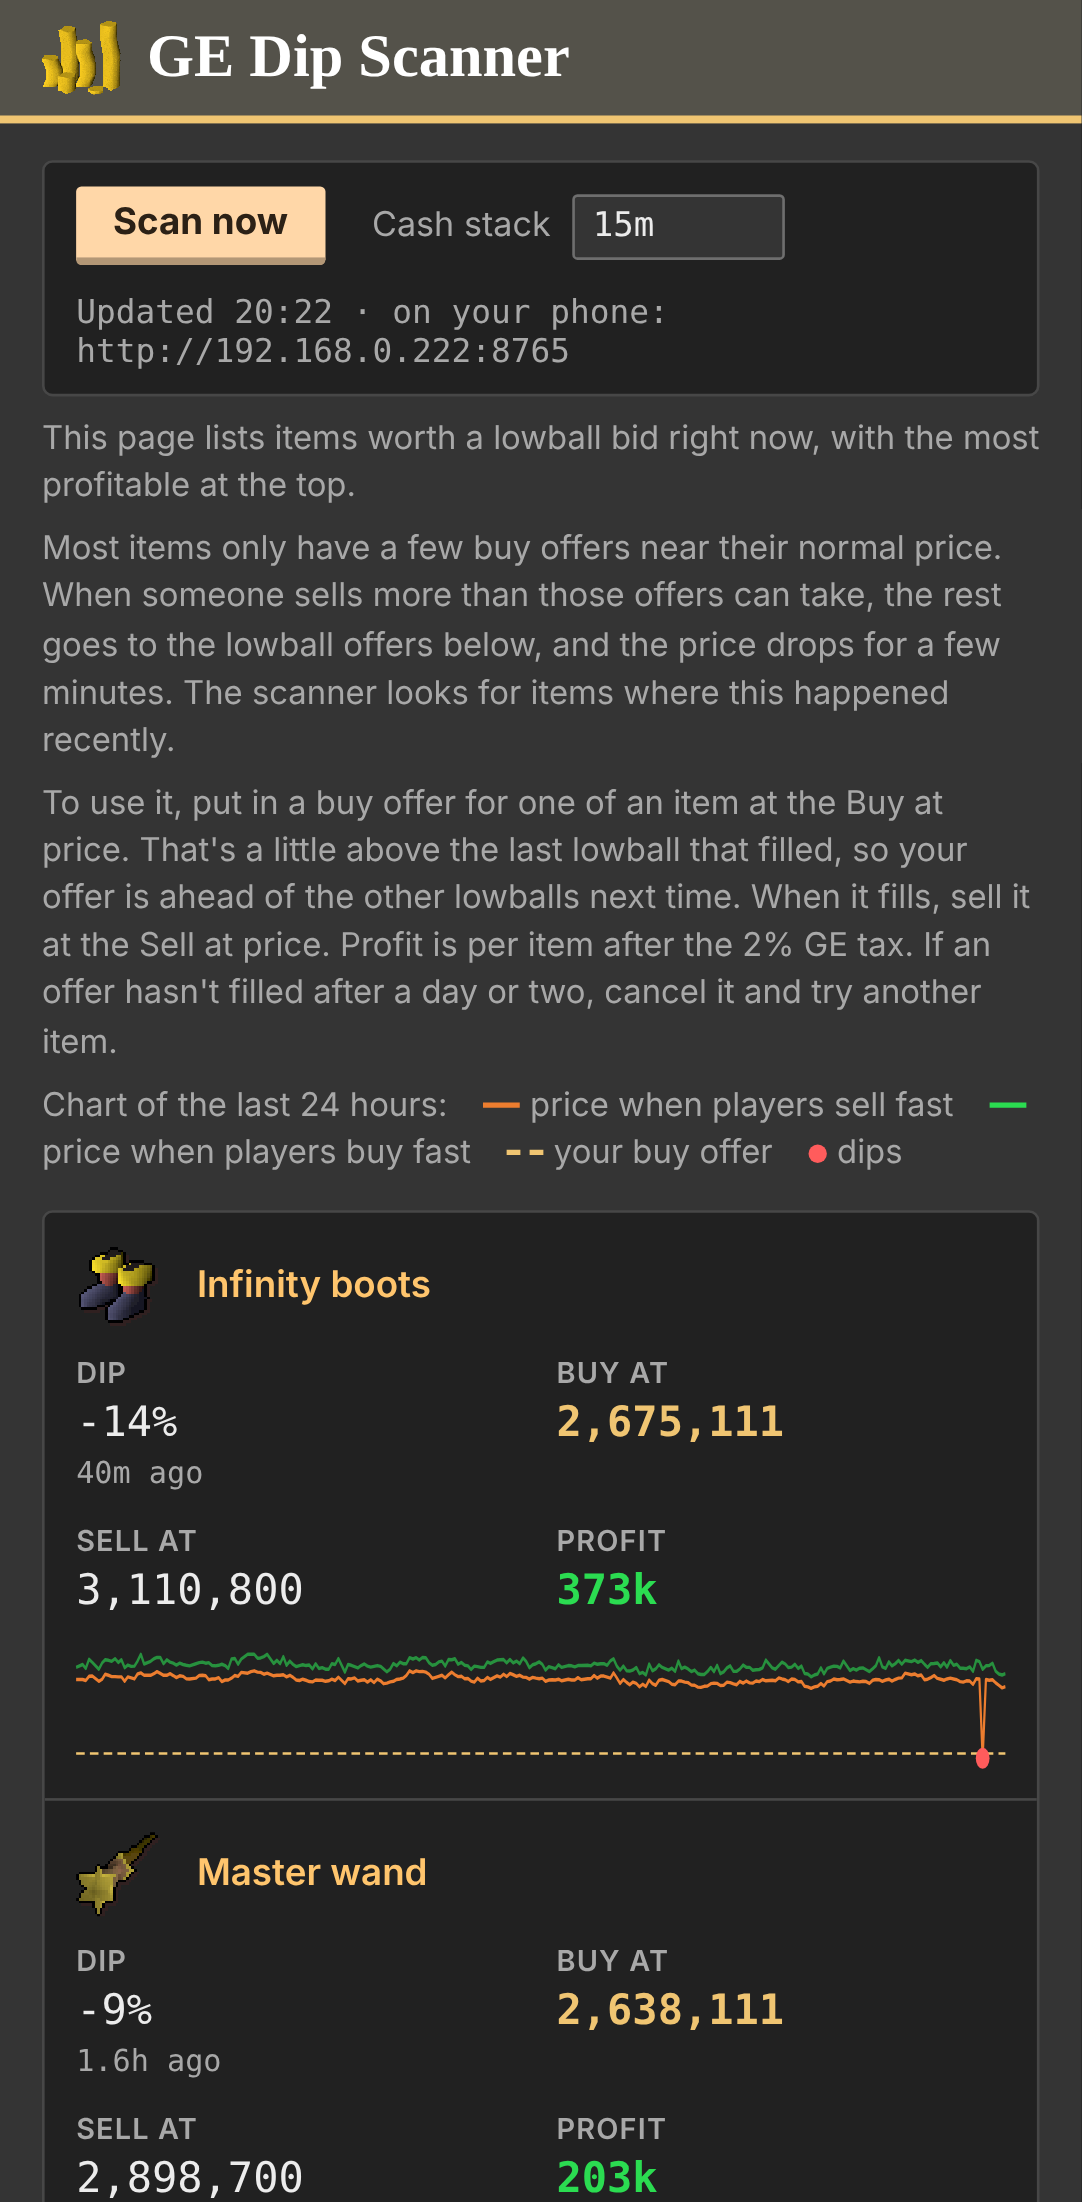 GE Dip Scanner
Scan now
Cash stack
15m
Updated 20:22 · on your phone:
http://192.168.0.222:8765
This page lists items worth a lowball bid right now, with the most
profitable at the top.
Most items only have a few buy offers near their normal price.
When someone sells more than those offers can take, the rest
goes to the lowball offers below, and the price drops for a few
minutes. The scanner looks for items where this happened
recently.
To use it, put in a buy offer for one of an item at the Buy at
price. That's a little above the last lowball that filled, so your
offer is ahead of the other lowballs next time. When it fills, sell it
at the Sell at price. Profit is per item after the 2% GE tax. If an
offer hasn't filled after a day or two, cancel it and try another
item.
Chart of the last 24 hours: price when players sell fast
price when players buy fast your buy offer dips
Infinity boots
DIP BUY AT
-14% 2,675,111
40m ago
SELL AT PROFIT
3,110,800 373k
Master wand
DIP BUY AT
-9% 2,638,111
1.6h ago
SELL AT PROFIT
2,898,700 203k